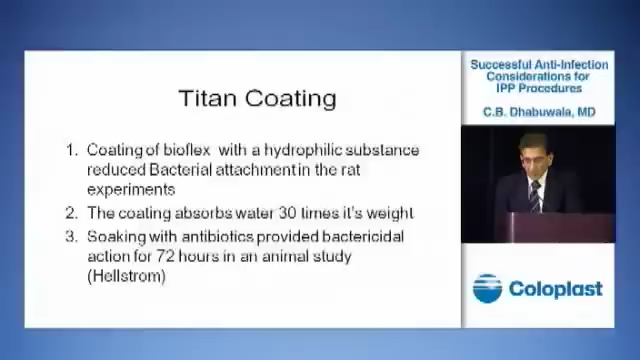 Titan Coating
1. Coating of bioflex with a hydrophilic substance
reduced Bacterial attachment in the rat
experiments
2. The coating absorbs water 30 times it's weight
3. Soaking with antibiotics provided bactericidal
action for 72 hours in an animal study
(Hellstrom)
Successful Anti-Infection
Considerations for
IPP Procedures
C.B. Dhabuwala, MD
Coloplast